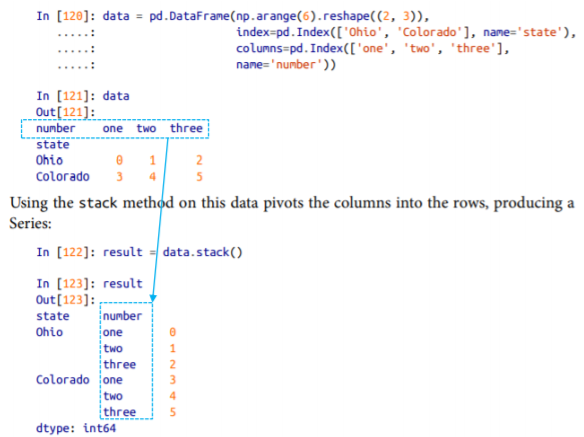 In [120]: data = pd.DataFrame(np.arange(6).reshape((2, 3)),
.....: index=pd.Index(['Ohio', 'Colorado'], name='state'),
.....: columns=pd.Index(['one', 'two', 'three'],
.....: name='number'))
In [121]: data
Out[121]:
number one two three
state
Ohio 0 1 2
Colorado 3 4 5
Using the stack method on this data pivots the columns into the rows, producing a
Series:
In [122]: result = data.stack()
In [123]: result
Out[123]:
state number
Ohio one 0
two 1
three 2
Colorado one 3
two 4
three 5
dtype: int64